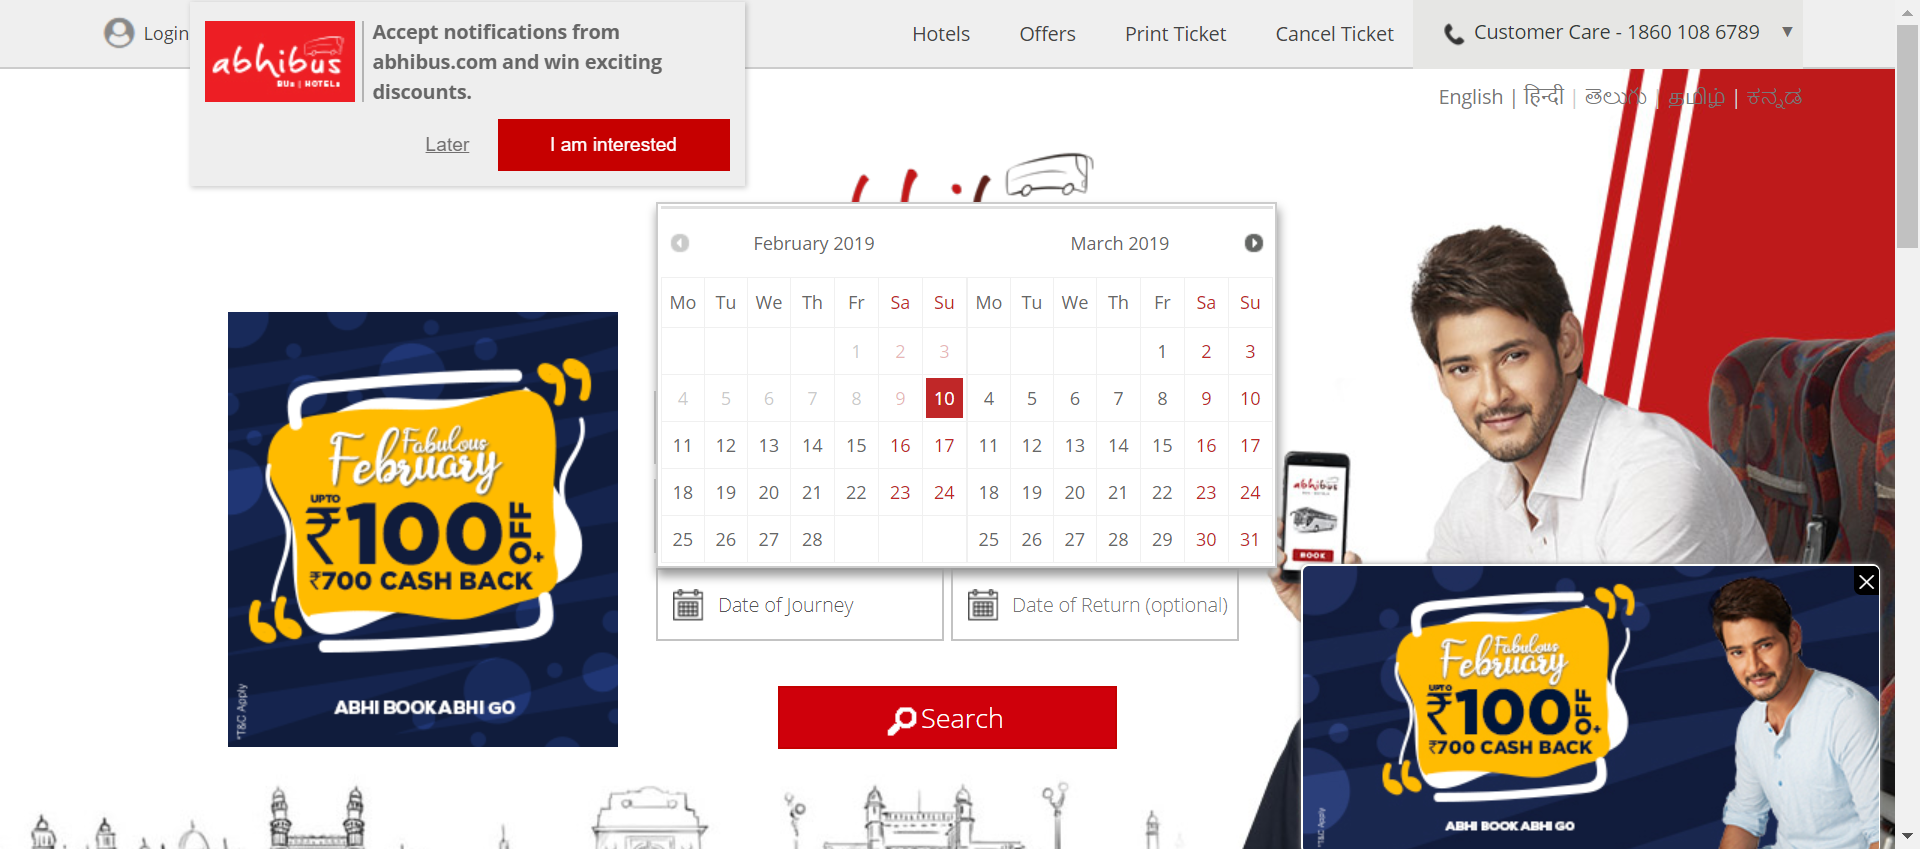 Login
abhibus
BUS | HOTELS
Accept notifications from
abhibus.com and win exciting
discounts.
Later
I am interested
Hotels
Offers
Print Ticket
Cancel Ticket
Customer Care - 1860 108 6789
English | हिन्दी | తెలుగు | தமிழ் | ಕನ್ನಡ
February 2019
March 2019
Mo Tu We Th Fr Sa Su Mo Tu We Th Fr Sa Su
1 2 3 1 2 3
4 5 6 7 8 9 10 4 5 6 7 8 9 10
11 12 13 14 15 16 17 11 12 13 14 15 16 17
18 19 20 21 22 23 24 18 19 20 21 22 23 24
25 26 27 28 25 26 27 28 29 30 31
Date of Journey
Date of Return (optional)
Search
Fabulous
February
UPTO
₹100 OFF+
₹700 CASH BACK
ABHI BOOK ABHI GO
*T&C Apply
abhibus
BOOK
Fabulous
February
UPTO
₹100 OFF+
₹700 CASH BACK
ABHI BOOK ABHI GO
*T&C Apply